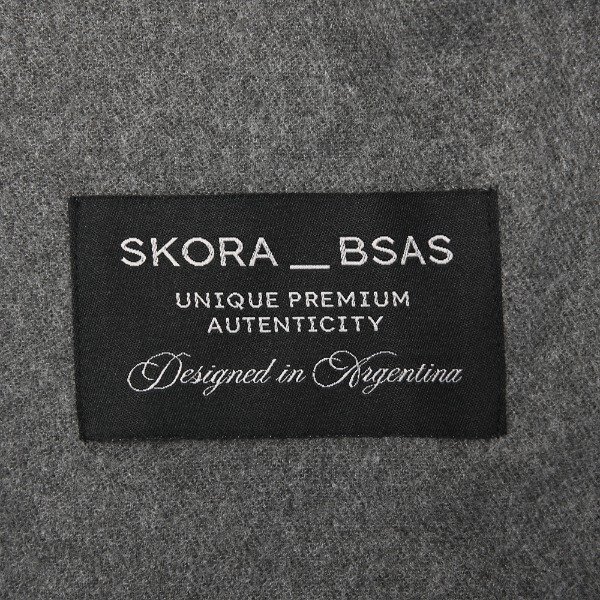 SKORA _ BSAS
UNIQUE PREMIUM
AUTENTICITY
Designed in Argentina